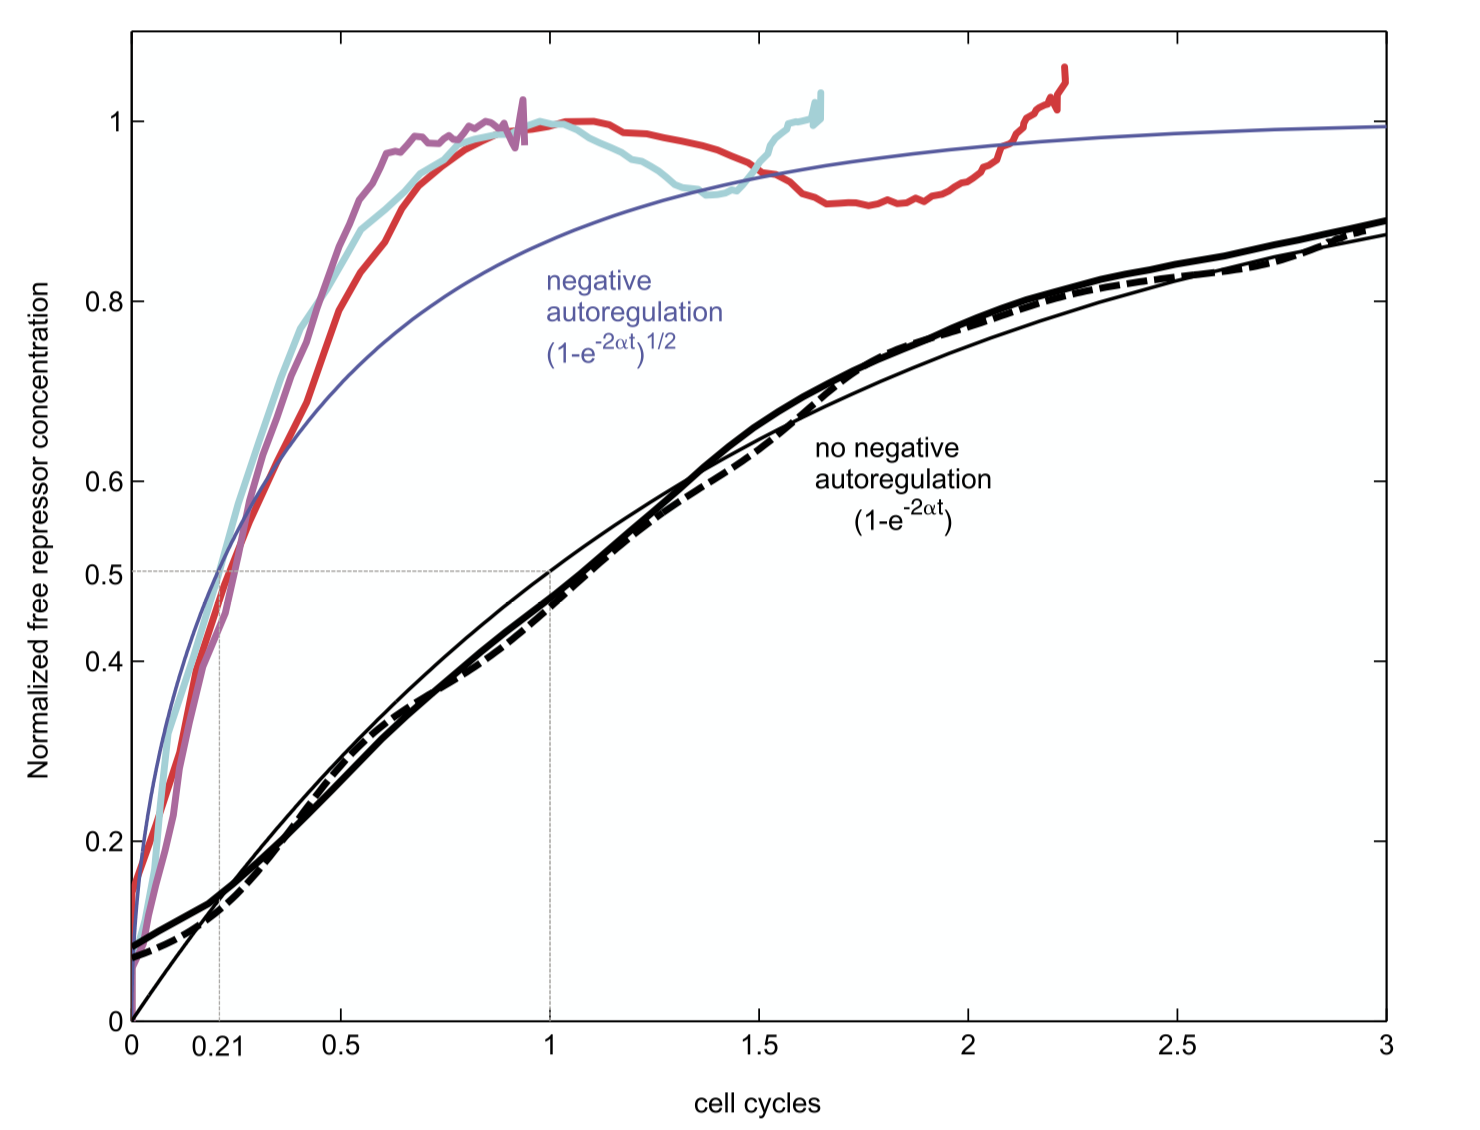 Normalized free repressor concentration
1
0.8
0.6
0.5
0.4
0.2
0
negative
autoregulation
(1-e^-2αt)^1/2
no negative
autoregulation
(1-e^-2αt)
0 0.21 0.5 1 1.5 2 2.5 3
cell cycles